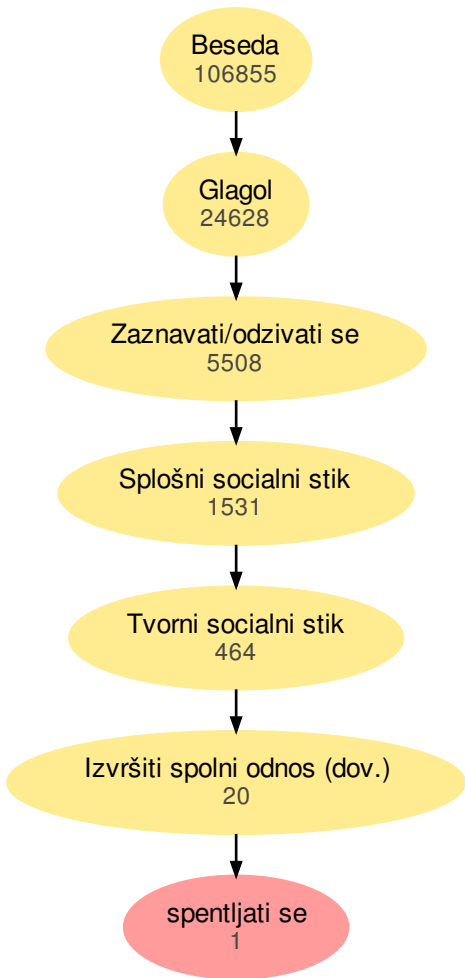 Beseda
106855
Glagol
24628
Zaznavati/odzivati se
5508
Splošni socialni stik
1531
Tvorni socialni stik
464
Izvršiti spolni odnos (dov.)
20
spentljati se
1